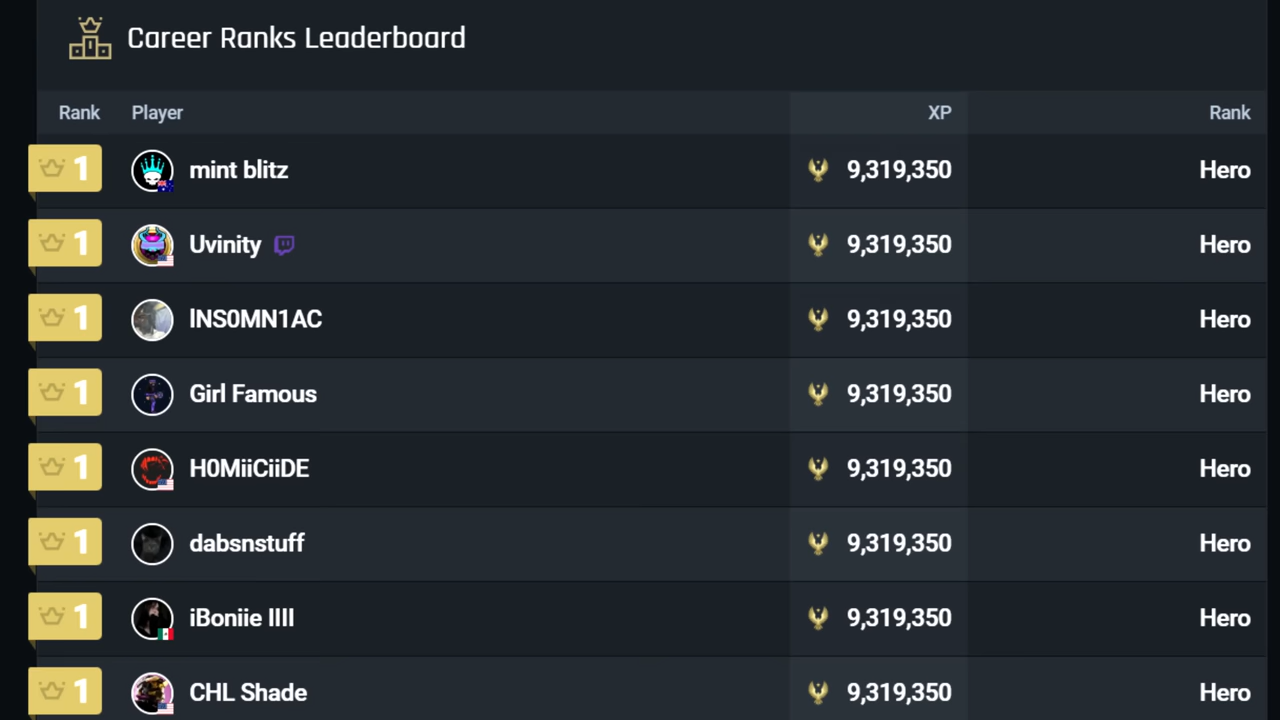 Career Ranks Leaderboard
Rank Player XP Rank
1 mint blitz 9,319,350 Hero
1 Uvinity 9,319,350 Hero
1 lNS0MN1AC 9,319,350 Hero
1 Girl Famous 9,319,350 Hero
1 H0MiiCiiDE 9,319,350 Hero
1 dabsnstuff 9,319,350 Hero
1 iBoniie IIII 9,319,350 Hero
1 CHL Shade 9,319,350 Hero